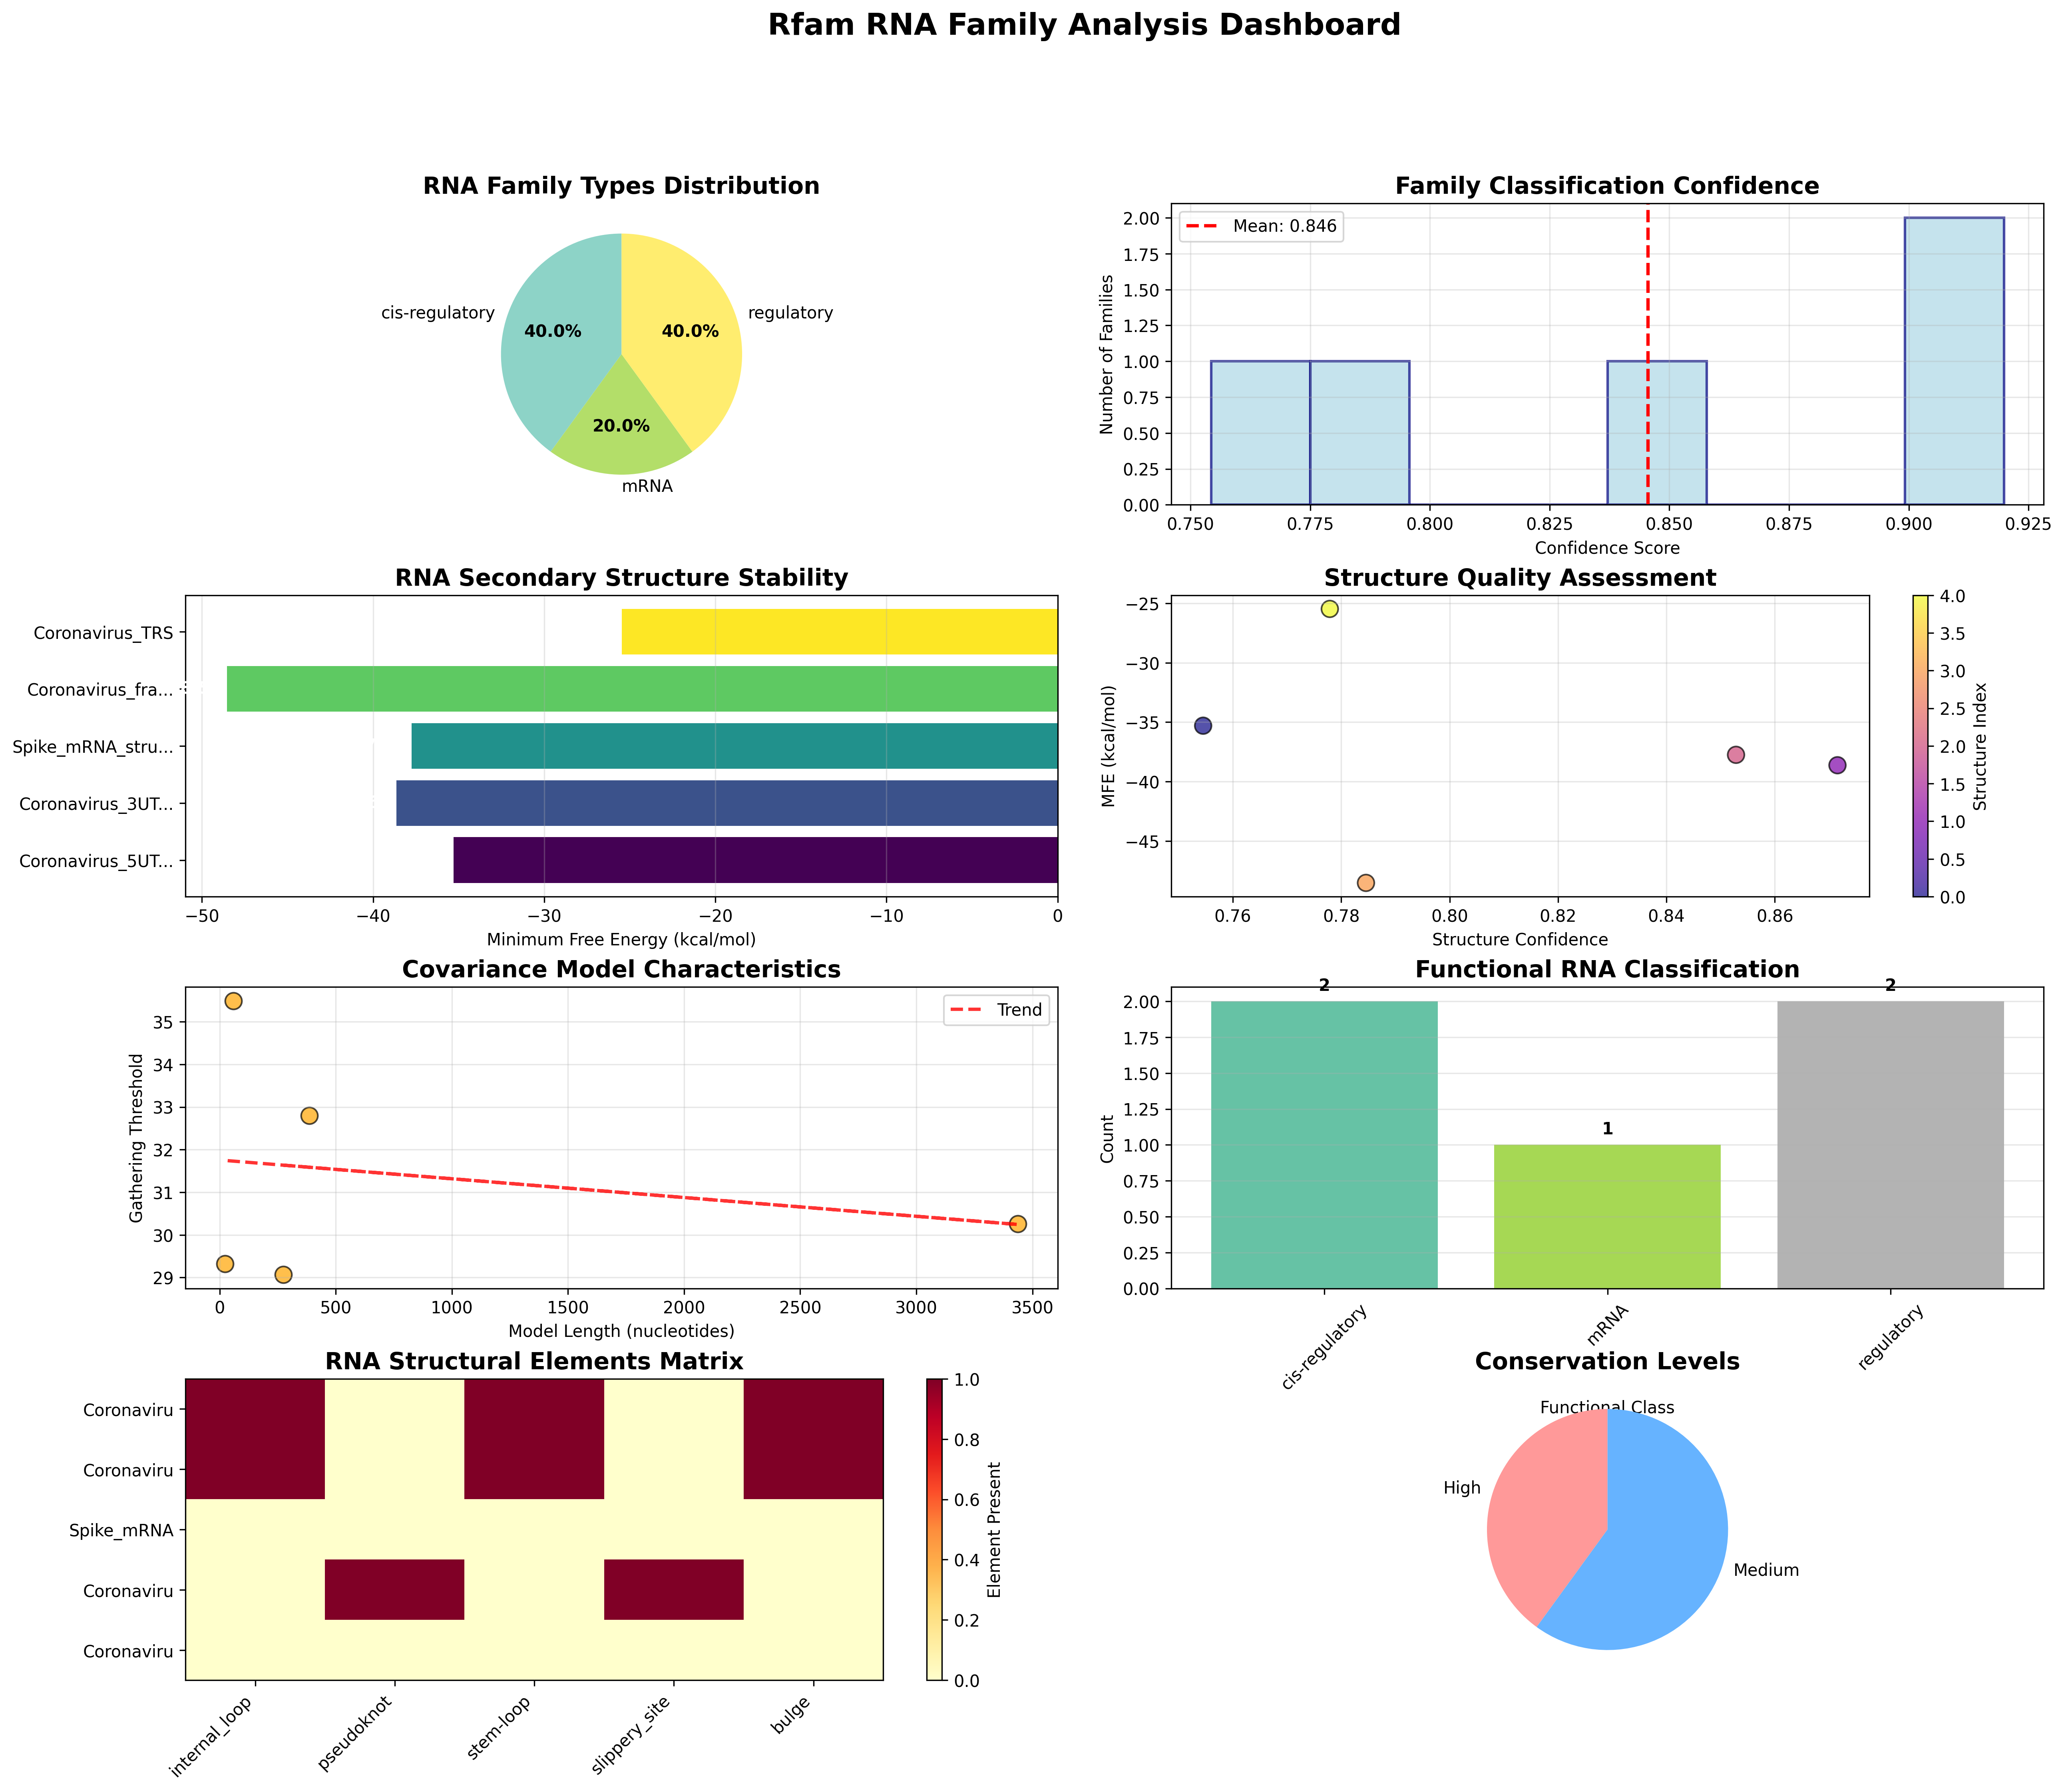 Rfam RNA Family Analysis Dashboard
RNA Family Types Distribution
cis-regulatory
40.0%
40.0%
regulatory
20.0%
mRNA
Family Classification Confidence
Mean: 0.846
Number of Families
2.00
1.75
1.50
1.25
1.00
0.75
0.50
0.25
0.00
0.750 0.775 0.800 0.825 0.850 0.875 0.900 0.925
Confidence Score
RNA Secondary Structure Stability
Coronavirus_TRS
Coronavirus_fra...
Spike_mRNA_stru...
Coronavirus_3UT...
Coronavirus_5UT...
−50 −40 −30 −20 −10 0
Minimum Free Energy (kcal/mol)
Structure Quality Assessment
MFE (kcal/mol)
−25
−30
−35
−40
−45
0.76 0.78 0.80 0.82 0.84 0.86
Structure Confidence
4.0
3.5
3.0
2.5
2.0
1.5
1.0
0.5
0.0
Structure Index
Covariance Model Characteristics
Trend
Gathering Threshold
35
34
33
32
31
30
29
0 500 1000 1500 2000 2500 3000 3500
Model Length (nucleotides)
Functional RNA Classification
2
1
2
Count
2.00
1.75
1.50
1.25
1.00
0.75
0.50
0.25
0.00
cis-regulatory mRNA regulatory
Functional Class
RNA Structural Elements Matrix
Coronaviru
Coronaviru
Spike_mRNA
Coronaviru
Coronaviru
internal_loop pseudoknot stem-loop slippery_site bulge
1.0
0.8
0.6
0.4
0.2
0.0
Element Present
Conservation Levels
High
Medium